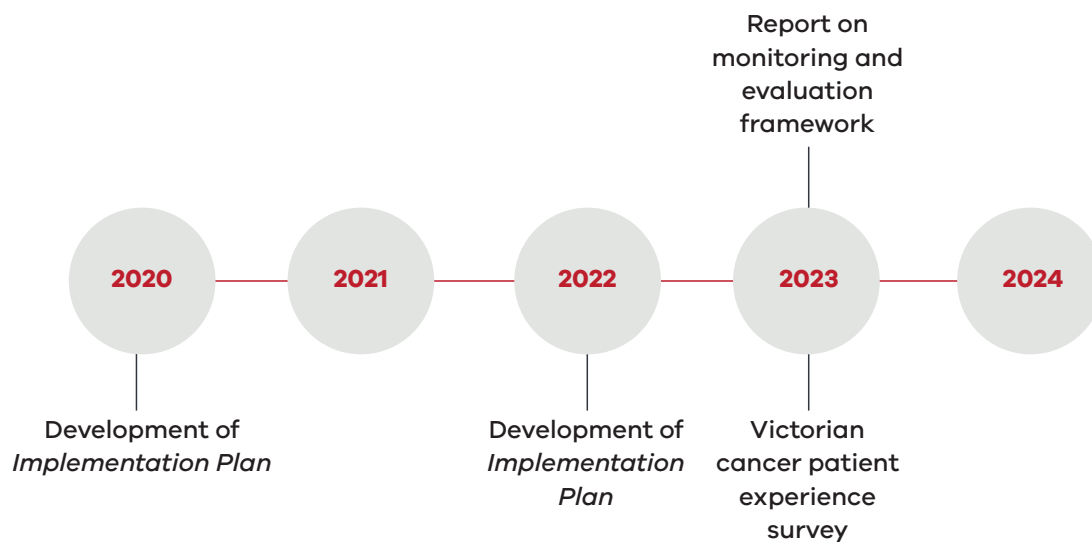 Report on
monitoring and
evaluation
framework
2020
2021
2022
2023
2024
Development of
Implementation Plan
Development of
Implementation
Plan
Victorian
cancer patient
experience
survey